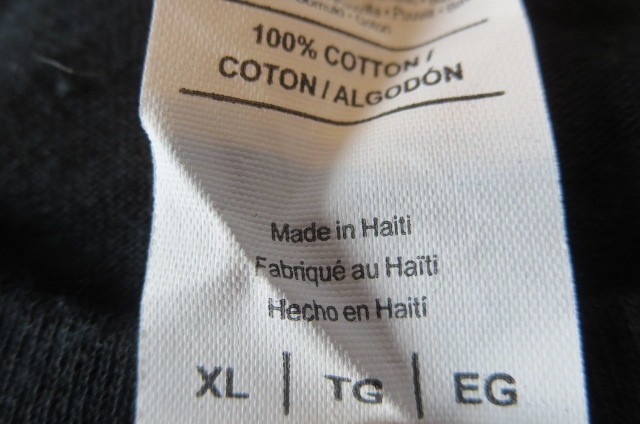 100% COTTON /
COTON / ALGODÓN
Made in Haiti
Fabriqué au Haïti
Hecho en Haití
XL | TG | EG